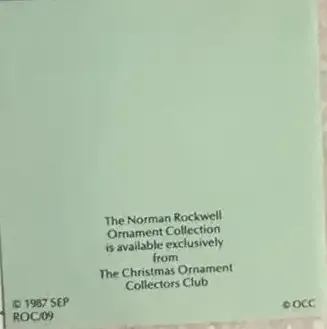 The Norman Rockwell
Ornament Collection
is available exclusively
from
The Christmas Ornament
Collectors Club
© 1987 SEP
ROC/09
© OCC